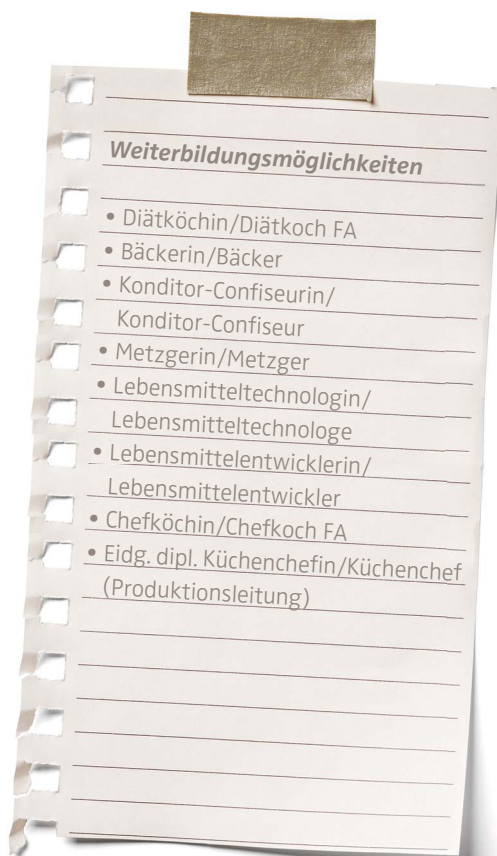 Weiterbildungsmöglichkeiten
• Diätköchin/Diätkoch FA
• Bäckerin/Bäcker
• Konditor-Confiseurin/
Konditor-Confiseur
• Metzgerin/Metzger
• Lebensmitteltechnologin/
Lebensmitteltechnologe
• Lebensmittelentwicklerin/
Lebensmittelentwickler
• Chefköchin/Chefkoch FA
• Eidg. dipl. Küchenchefin/Küchenchef
(Produktionsleitung)